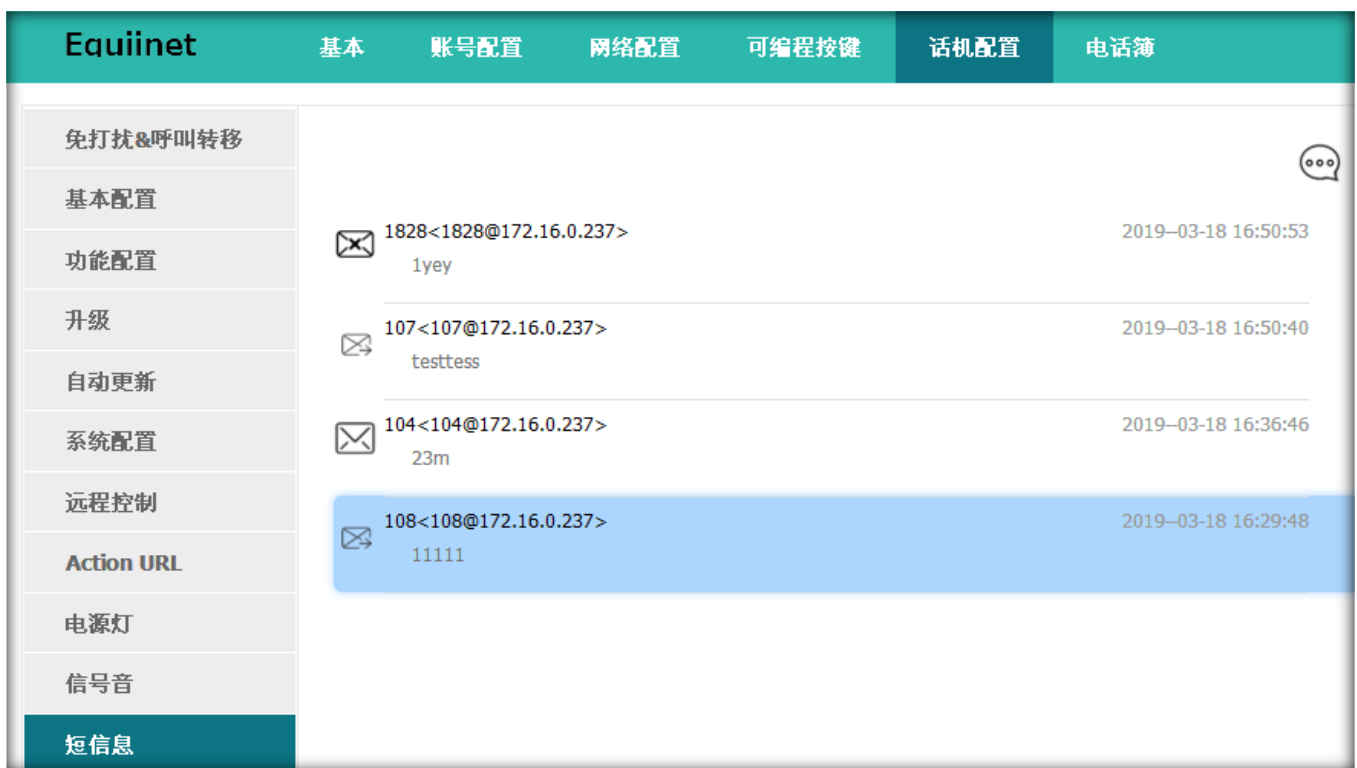 Equiinet
基本 账号配置 网络配置 可编程按键 话机配置 电话簿
免打扰&呼叫转移
基本配置
功能配置
升级
自动更新
系统配置
远程控制
Action URL
电源灯
信号音
短信息
1828<1828@172.16.0.237> 2019--03-18 16:50:53
1yey
107<107@172.16.0.237> 2019--03-18 16:50:40
testtess
104<104@172.16.0.237> 2019--03-18 16:36:46
23m
108<108@172.16.0.237> 2019--03-18 16:29:48
11111